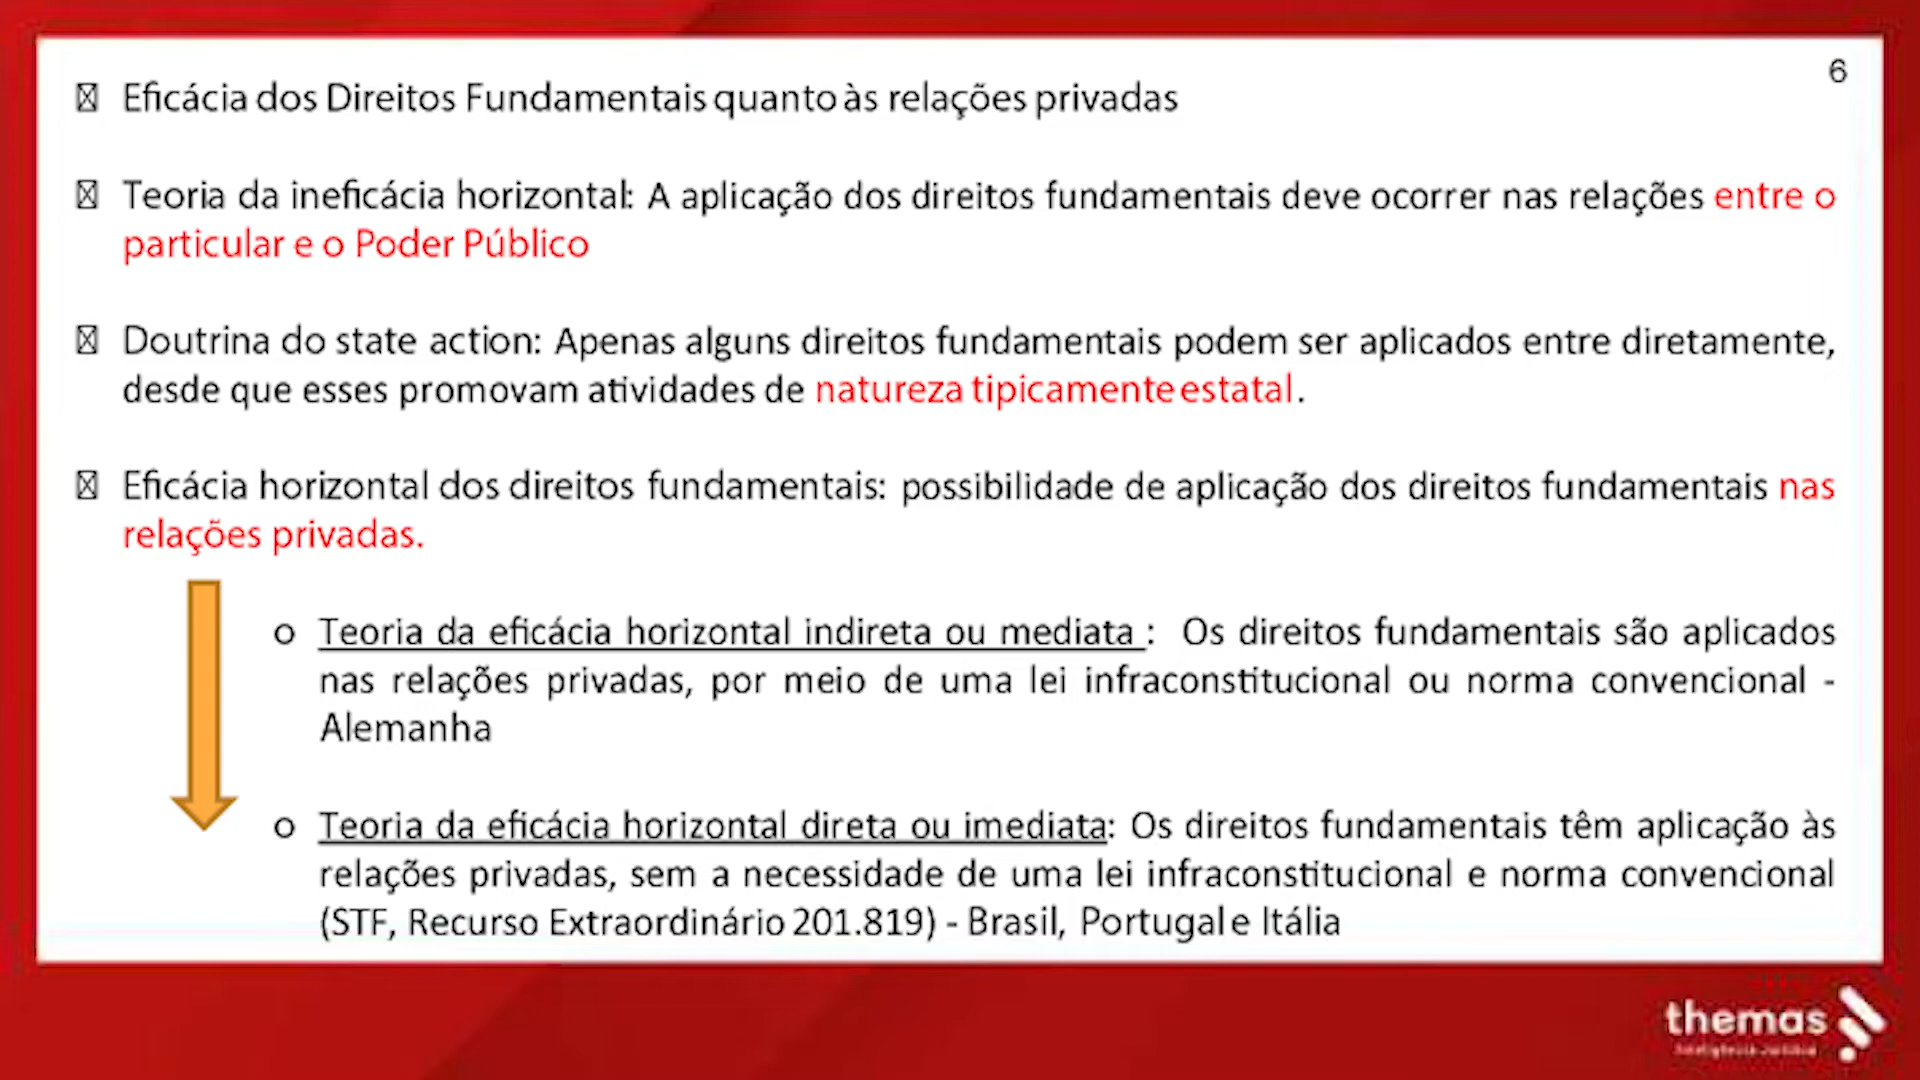 6
Eficácia dos Direitos Fundamentais quanto às relações privadas
Teoria da ineficácia horizontal: A aplicação dos direitos fundamentais deve ocorrer nas relações entre o
particular e o Poder Público
Doutrina do state action: Apenas alguns direitos fundamentais podem ser aplicados entre diretamente,
desde que esses promovam atividades de natureza tipicamente estatal.
Eficácia horizontal dos direitos fundamentais: possibilidade de aplicação dos direitos fundamentais nas
relações privadas.
o Teoria da eficácia horizontal indireta ou mediata : Os direitos fundamentais são aplicados
nas relações privadas, por meio de uma lei infraconstitucional ou norma convencional -
Alemanha
o Teoria da eficácia horizontal direta ou imediata: Os direitos fundamentais têm aplicação às
relações privadas, sem a necessidade de uma lei infraconstitucional e norma convencional
(STF, Recurso Extraordinário 201.819) - Brasil, Portugal e Itália
themas